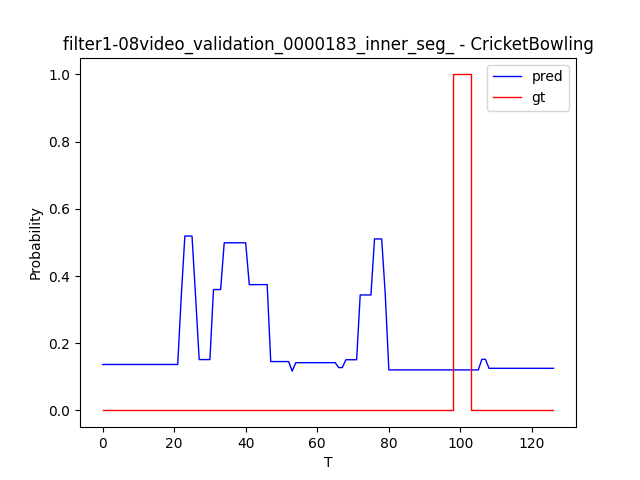 filter1-08video_validation_0000183_inner_seg_ - CricketBowling
pred
gt
Probability
1.0
0.8
0.6
0.4
0.2
0.0
0 20 40 60 80 100 120
T